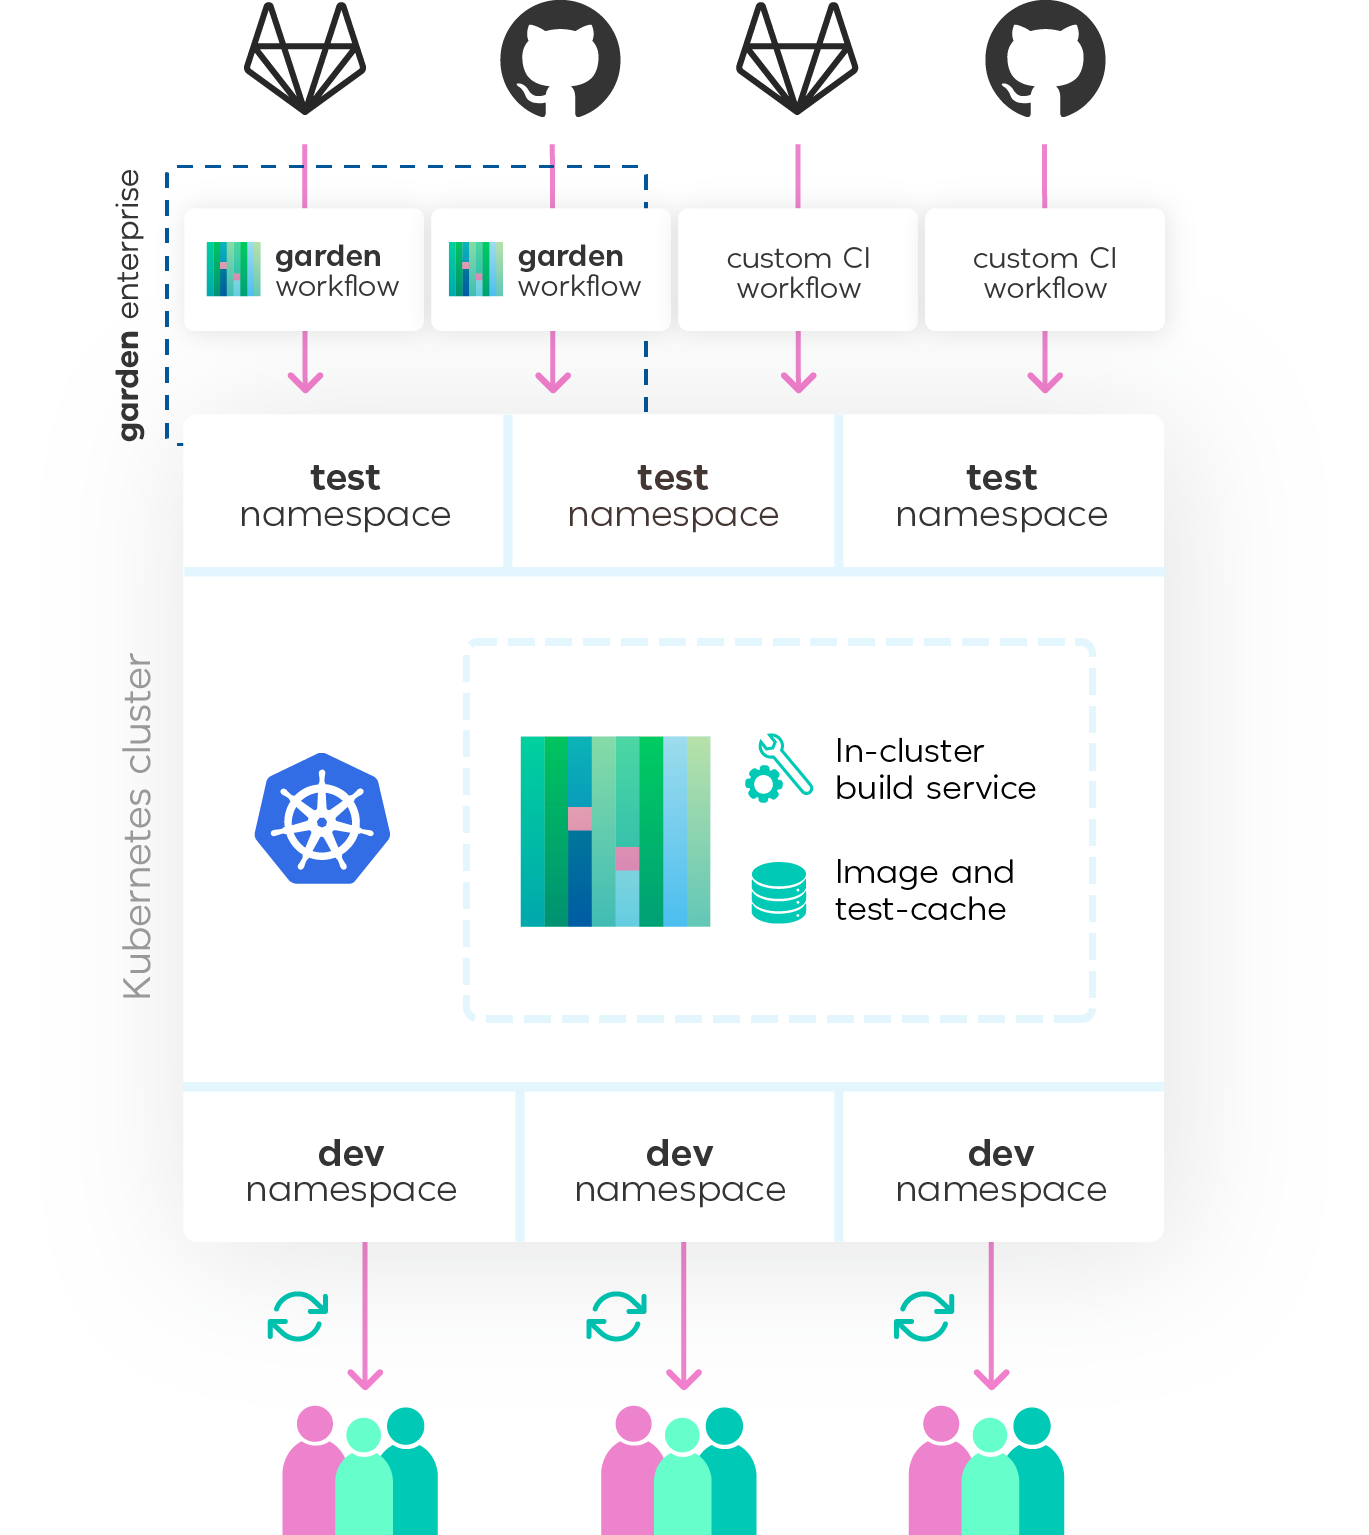 garden enterprise
garden
workflow
garden
workflow
custom CI
workflow
custom CI
workflow
test
namespace
test
namespace
test
namespace
Kubernetes cluster
In-cluster
build service
Image and
test-cache
dev
namespace
dev
namespace
dev
namespace